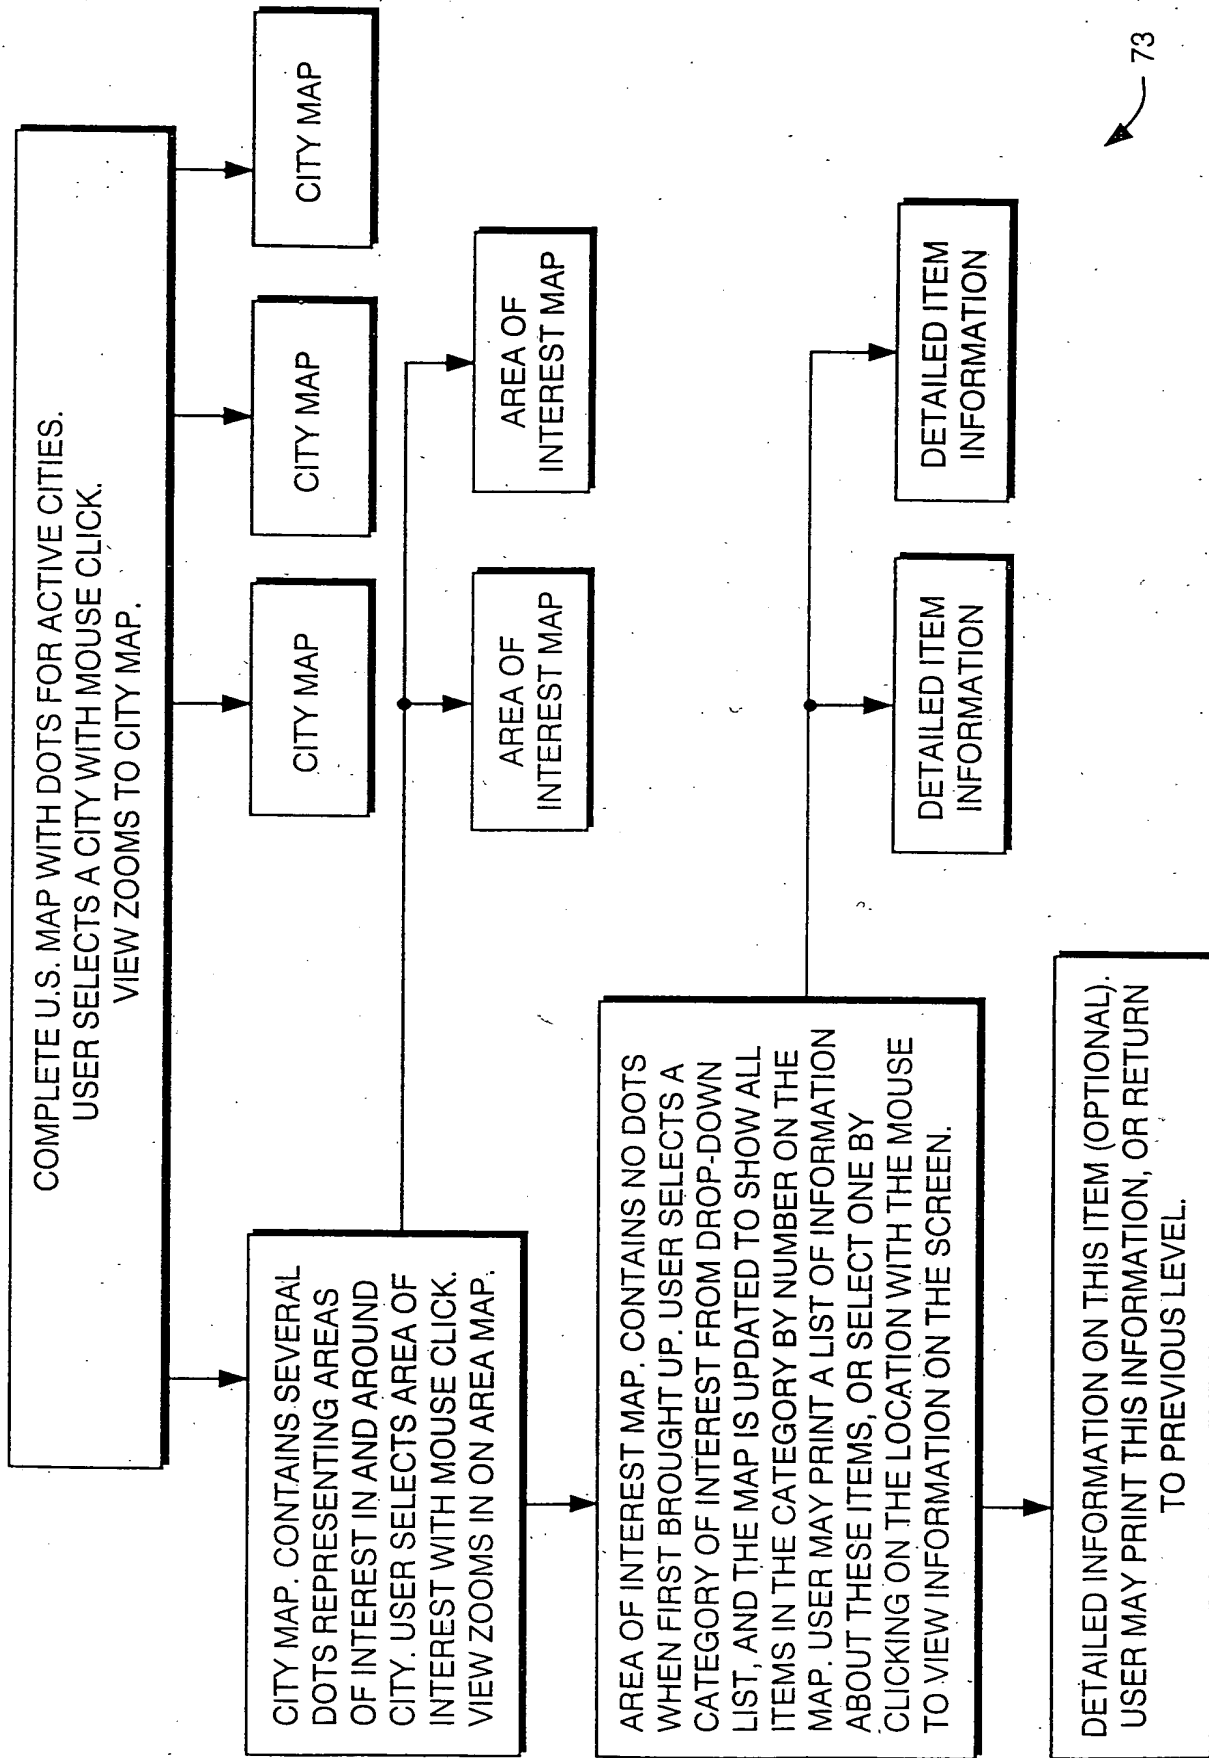 COMPLETE U.S. MAP WITH DOTS FOR ACTIVE CITIES.
USER SELECTS A CITY WITH MOUSE CLICK.
VIEW ZOOMS TO CITY MAP.
CITY MAP. CONTAINS SEVERAL
DOTS REPRESENTING AREAS
OF INTEREST IN AND AROUND
CITY. USER SELECTS AREA OF
INTEREST WITH MOUSE CLICK.
VIEW ZOOMS IN ON AREA MAP.
CITY MAP
CITY MAP
CITY MAP
AREA OF
INTEREST MAP
AREA OF
INTEREST MAP
AREA OF INTEREST MAP. CONTAINS NO DOTS
WHEN FIRST BROUGHT UP. USER SELECTS A
CATEGORY OF INTEREST FROM DROP-DOWN
LIST, AND THE MAP IS UPDATED TO SHOW ALL
ITEMS IN THE CATEGORY BY NUMBER ON THE
MAP. USER MAY PRINT A LIST OF INFORMATION
ABOUT THESE ITEMS, OR SELECT ONE BY
CLICKING ON THE LOCATION WITH THE MOUSE
TO VIEW INFORMATION ON THE SCREEN.
DETAILED ITEM
INFORMATION
DETAILED ITEM
INFORMATION
DETAILED INFORMATION ON THIS ITEM (OPTIONAL).
USER MAY PRINT THIS INFORMATION, OR RETURN
TO PREVIOUS LEVEL.
73